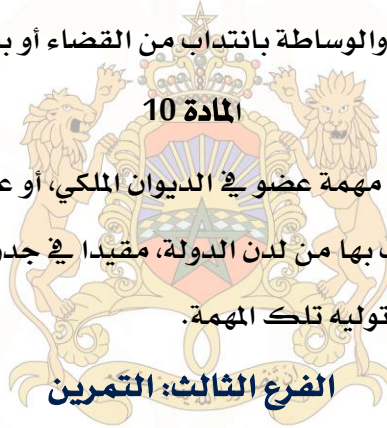 والوساطة بانتداب من القضاء أو ب
المادة 10
مهمة عضو في الديوان الملكي، أو ع
بها من لدن الدولة، مقيدا في جدو
توليه تلك المهمة.
الفرع الثالث: التمرين